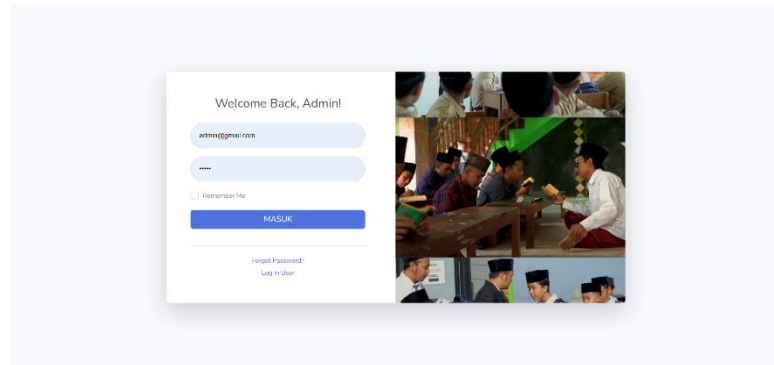 Welcome Back, Admin!
admin@gmail.com
•••••
Remember Me
MASUK
Forgot Password?
Log in User